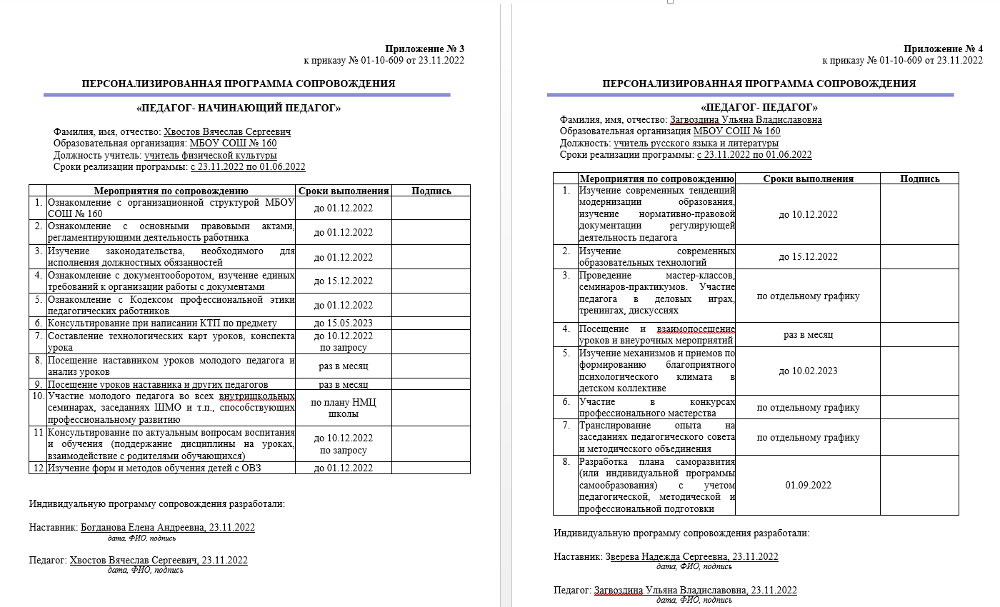 Приложение № 3
к приказу № 01-10-609 от 23.11.2022
ПЕРСОНАЛИЗИРОВАННАЯ ПРОГРАММА СОПРОВОЖДЕНИЯ
«ПЕДАГОГ- НАЧИНАЮЩИЙ ПЕДАГОГ»
Фамилия, имя, отчество: Хвостов Вячеслав Сергеевич
Образовательная организация: МБОУ СОШ № 160
Должность учитель: учитель физической культуры
Сроки реализации программы: с 23.11.2022 по 01.06.2022
Мероприятия по сопровождению Сроки выполнения Подпись
1. Ознакомление с организационной структурой МБОУ
СОШ № 160
до 01.12.2022
2. Ознакомление с основными правовыми актами,
регламентирующими деятельность работника
до 01.12.2022
3. Изучение законодательства, необходимого для
исполнения должностных обязанностей
до 01.12.2022
4. Ознакомление с документооборотом, изучение единых
требований к организации работы с документами
до 15.12.2022
5. Ознакомление с Кодексом профессиональной этики
педагогических работников
до 01.12.2022
6. Консультирование при написании КТП по предмету до 15.05.2023
7. Составление технологических карт уроков, конспекта
урока
до 10.12.2022
по запросу
8. Посещение наставником уроков молодого педагога и
анализ уроков
раз в месяц
9. Посещение уроков наставника и других педагогов раз в месяц
10. Участие молодого педагога во всех внутришкольных
семинарах, заседаниях ШМО и т.п., способствующих
профессиональному развитию
по плану НМЦ
школы
11 Консультирование по актуальным вопросам воспитания
и обучения (поддержание дисциплины на уроках,
взаимодействие с родителями обучающихся)
до 10.12.2022
по запросу
12 Изучение форм и методов обучения детей с ОВЗ до 01.12.2022
Индивидуальную программу сопровождения разработали:
Наставник: Богданова Елена Андреевна, 23.11.2022
дата, ФИО, подпись
Педагог: Хвостов Вячеслав Сергеевич, 23.11.2022
дата, ФИО, подпись
Приложение № 4
к приказу № 01-10-609 от 23.11.2022
ПЕРСОНАЛИЗИРОВАННАЯ ПРОГРАММА СОПРОВОЖДЕНИЯ
«ПЕДАГОГ- ПЕДАГОГ»
Фамилия, имя, отчество: Загвоздина Ульяна Владиславовна
Образовательная организация МБОУ СОШ № 160
Должность: учитель русского языка и литературы
Сроки реализации программы: с 23.11.2022 по 01.06.2022
Мероприятия по сопровождению Сроки выполнения Подпись
1. Изучение современных тенденций
модернизации образования,
изучение нормативно-правовой
документации регулирующей
деятельность педагога
до 10.12.2022
2. Изучение современных
образовательных технологий
до 15.12.2022
3. Проведение мастер-классов,
семинаров-практикумов. Участие
педагога в деловых играх,
тренингах, дискуссиях
по отдельному графику
4. Посещение и взаимопосещение
уроков и внеурочных мероприятий
раз в месяц
5. Изучение механизмов и приемов по
формированию благоприятного
психологического климата в
детском коллективе
до 10.02.2023
6. Участие в конкурсах
профессионального мастерства
по отдельному графику
7. Транслирование опыта на
заседаниях педагогического совета
и методического объединения
по отдельному графику
8. Разработка плана саморазвития
(или индивидуальной программы
самообразования) с учетом
педагогической, методической и
профессиональной подготовки
01.09.2022
Индивидуальную программу сопровождения разработали:
Наставник: Зверева Надежда Сергеевна, 23.11.2022
дата, ФИО, подпись
Педагог: Загвоздина Ульяна Владиславовна, 23.11.2022
дата, ФИО, подпись